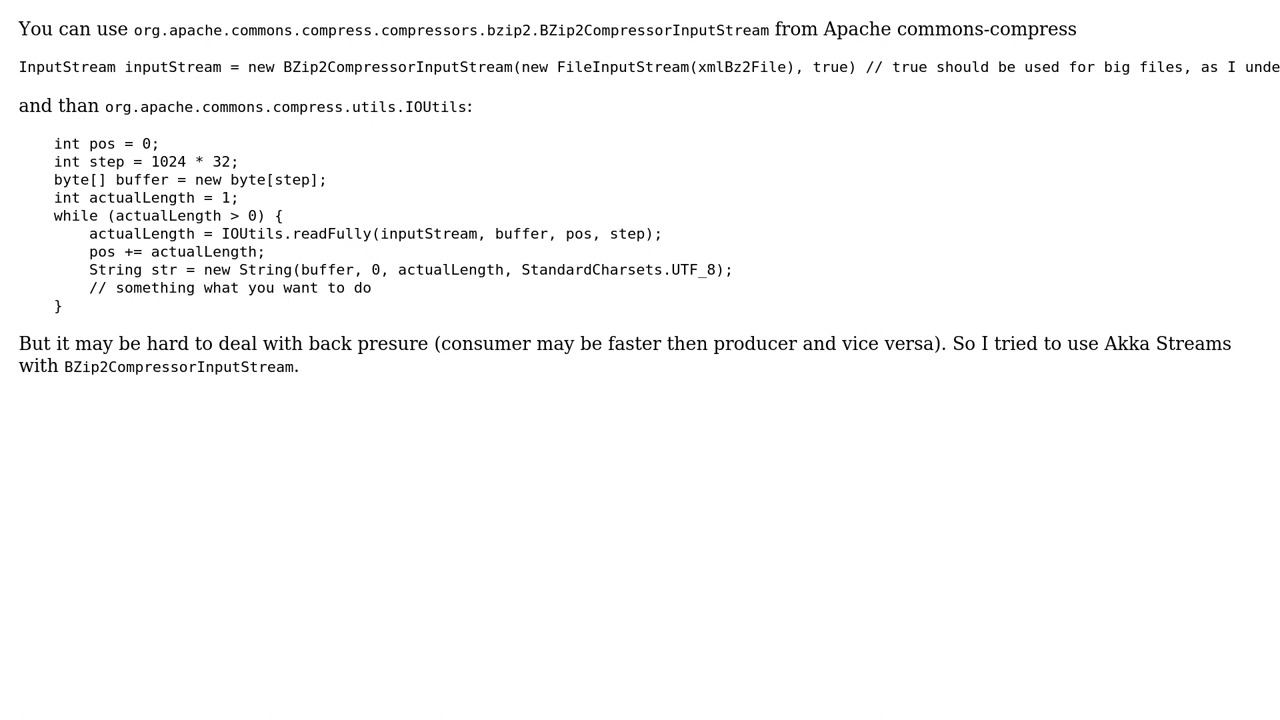 You can use org.apache.commons.compress.compressors.bzip2.BZip2CompressorInputStream from Apache commons-compress
InputStream inputStream = new BZip2CompressorInputStream(new FileInputStream(xmlBz2File), true) // true should be used for big files, as I unde
and than org.apache.commons.compress.utils.IOUtils:
    int pos = 0;
    int step = 1024 * 32;
    byte[] buffer = new byte[step];
    int actualLength = 1;
    while (actualLength > 0) {
        actualLength = IOUtils.readFully(inputStream, buffer, pos, step);
        pos += actualLength;
        String str = new String(buffer, 0, actualLength, StandardCharsets.UTF_8);
        // something what you want to do
    }
But it may be hard to deal with back presure (consumer may be faster then producer and vice versa). So I tried to use Akka Streams
with BZip2CompressorInputStream.